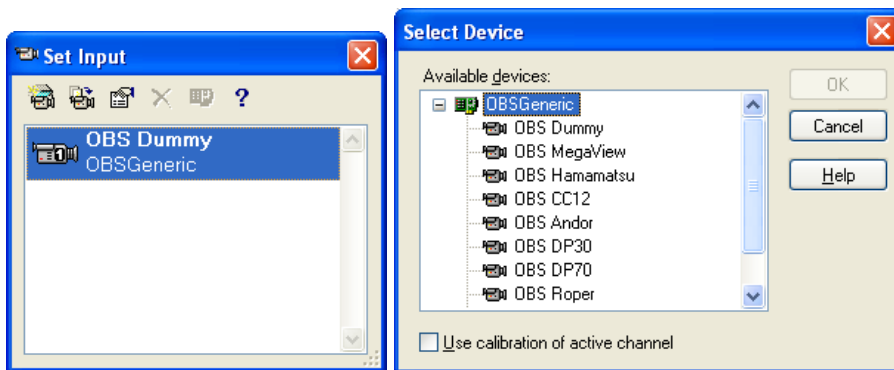 Set Input
?
OBS Dummy
OBSGeneric
Select Device
Available devices:
OBSGeneric
OBS Dummy
OBS MegaView
OBS Hamamatsu
OBS CC12
OBS Andor
OBS DP30
OBS DP70
OBS Roper
Use calibration of active channel
OK
Cancel
Help